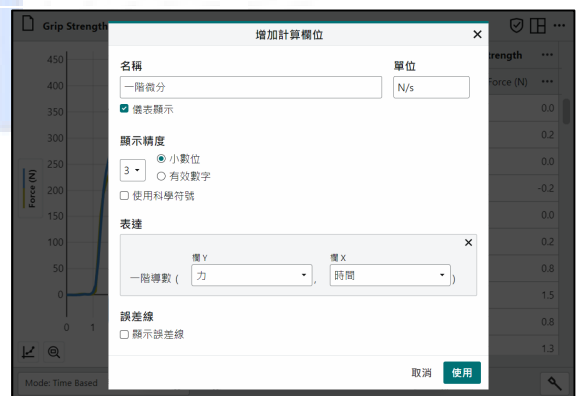 Grip Strength
增加計算欄位
×
名稱
單位
一階微分
N/s
儀表顯示
顯示精度
3
小數位
有效數字
使用科學符號
表達
×
欄 Y
欄 X
一階導數 ( 力 , 時間 )
誤差線
顯示誤差線
取消
使用
450
400
350
300
250
200
150
100
50
0
0 1
Force (N)
trength
Force (N)
0.0
0.2
0.0
-0.2
0.0
0.2
0.8
1.5
0.8
1.3
Mode: Time Based